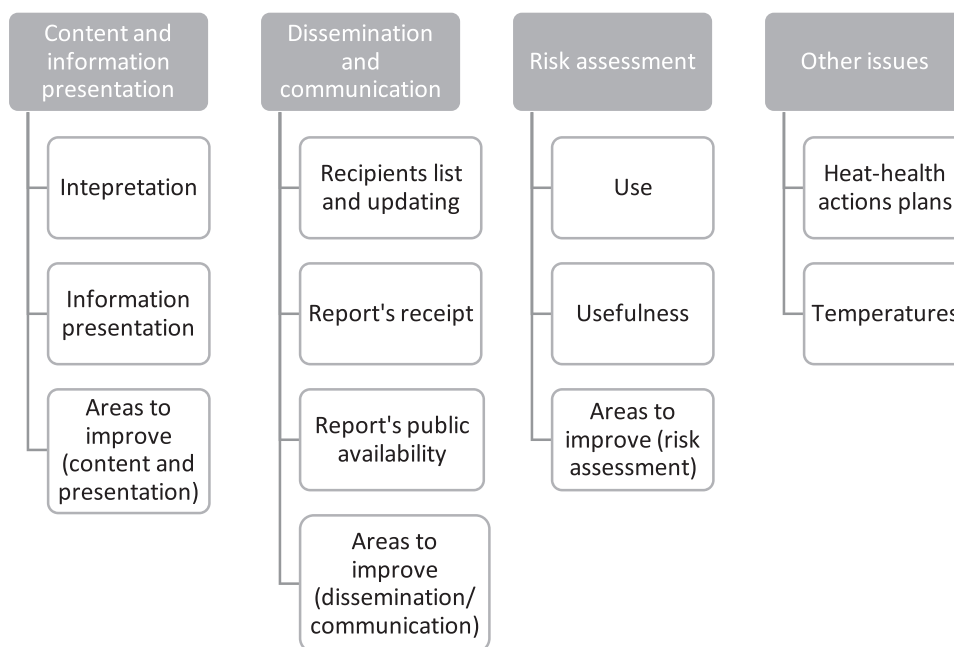 Content and
information
presentation
Intepretation
Information
presentation
Areas to
improve
(content and
presentation)
Dissemination
and
communication
Recipients list
and updating
Report's receipt
Report's public
availability
Areas to
improve
(dissemination/
communication)
Risk assessment
Use
Usefulness
Areas to
improve (risk
assessment)
Other issues
Heat-health
actions plans
Temperatures